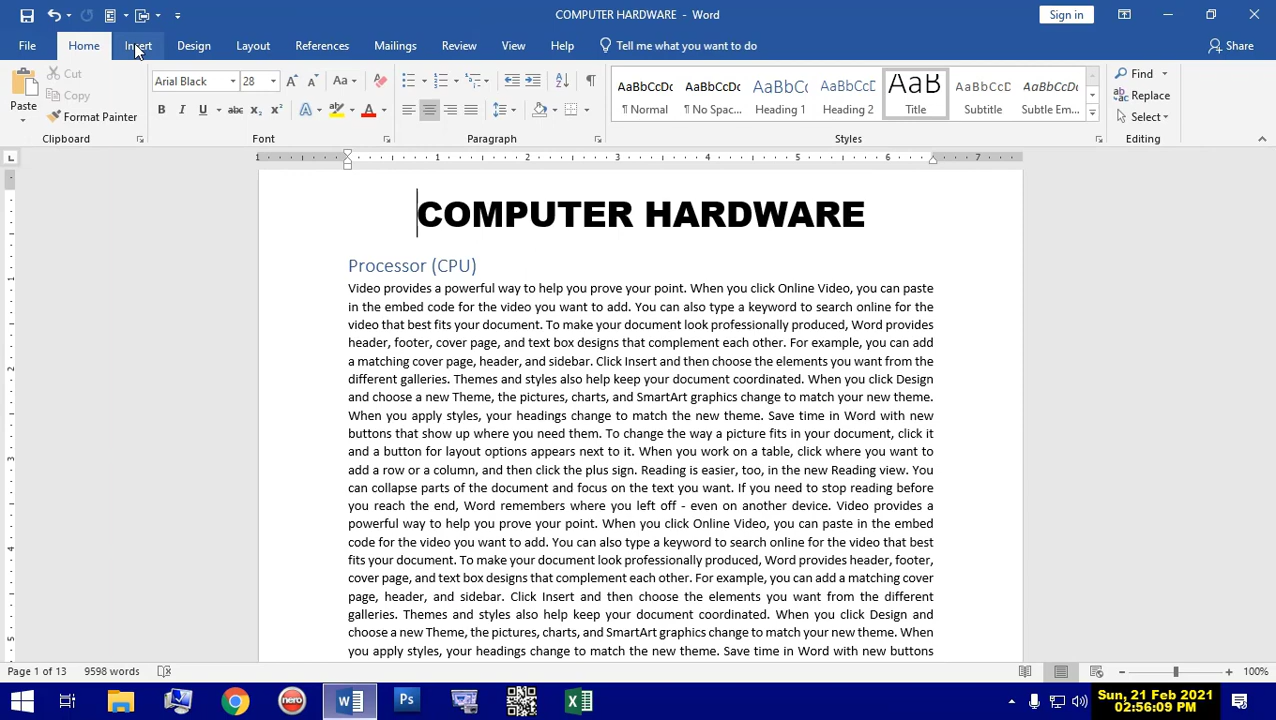 COMPUTER HARDWARE - Word
Sign in
File Home Insert Design Layout References Mailings Review View Help Tell me what you want to do Share
Paste
Cut
Copy
Format Painter
Clipboard
Arial Black 28
Font
Paragraph
AaBbCcDc AaBbCcDc AaBbCc AaBbCcC AaB AaBbCcD AaBbCcDc
¶ Normal ¶ No Spac... Heading 1 Heading 2 Title Subtitle Subtle Em...
Styles
Find
Replace
Select
Editing
1 1 2 3 4 5 6 7
COMPUTER HARDWARE
Processor (CPU)
Video provides a powerful way to help you prove your point. When you click Online Video, you can paste
in the embed code for the video you want to add. You can also type a keyword to search online for the
video that best fits your document. To make your document look professionally produced, Word provides
header, footer, cover page, and text box designs that complement each other. For example, you can add
a matching cover page, header, and sidebar. Click Insert and then choose the elements you want from the
different galleries. Themes and styles also help keep your document coordinated. When you click Design
and choose a new Theme, the pictures, charts, and SmartArt graphics change to match your new theme.
When you apply styles, your headings change to match the new theme. Save time in Word with new
buttons that show up where you need them. To change the way a picture fits in your document, click it
and a button for layout options appears next to it. When you work on a table, click where you want to
add a row or a column, and then click the plus sign. Reading is easier, too, in the new Reading view. You
can collapse parts of the document and focus on the text you want. If you need to stop reading before
you reach the end, Word remembers where you left off - even on another device. Video provides a
powerful way to help you prove your point. When you click Online Video, you can paste in the embed
code for the video you want to add. You can also type a keyword to search online for the video that best
fits your document. To make your document look professionally produced, Word provides header, footer,
cover page, and text box designs that complement each other. For example, you can add a matching cover
page, header, and sidebar. Click Insert and then choose the elements you want from the different
galleries. Themes and styles also help keep your document coordinated. When you click Design and
choose a new Theme, the pictures, charts, and SmartArt graphics change to match your new theme. When
you apply styles, your headings change to match the new theme. Save time in Word with new buttons
Page 1 of 13 9598 words 100%
Sun, 21 Feb 2021
02:56:09 PM